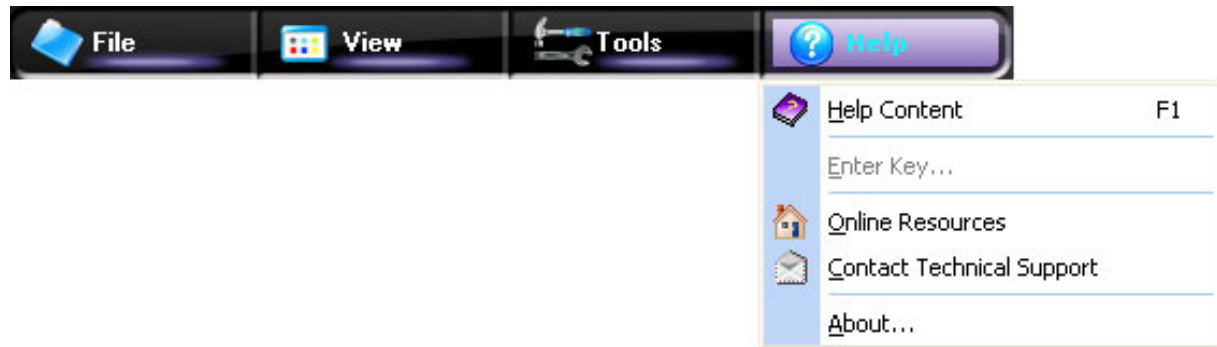 File View Tools Help
Help Content F1
Enter Key...
Online Resources
Contact Technical Support
About...